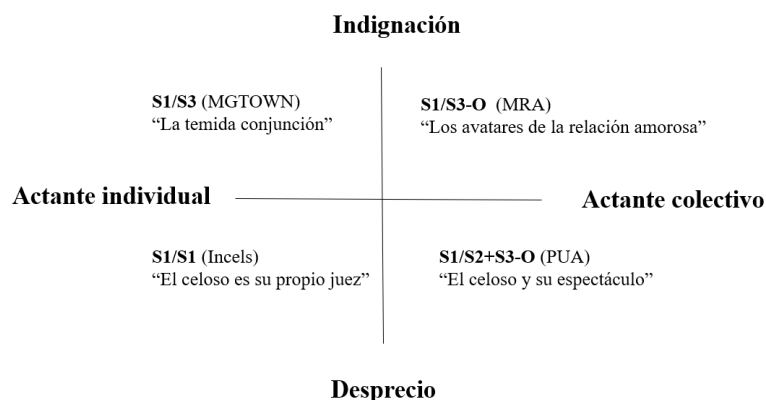 Indignación
S1/S3 (MGTOWN)
“La temida conjunción”
S1/S3-O (MRA)
“Los avatares de la relación amorosa”
Actante individual
Actante colectivo
S1/S1 (Incels)
“El celoso es su propio juez”
S1/S2+S3-O (PUA)
“El celoso y su espectáculo”
Desprecio